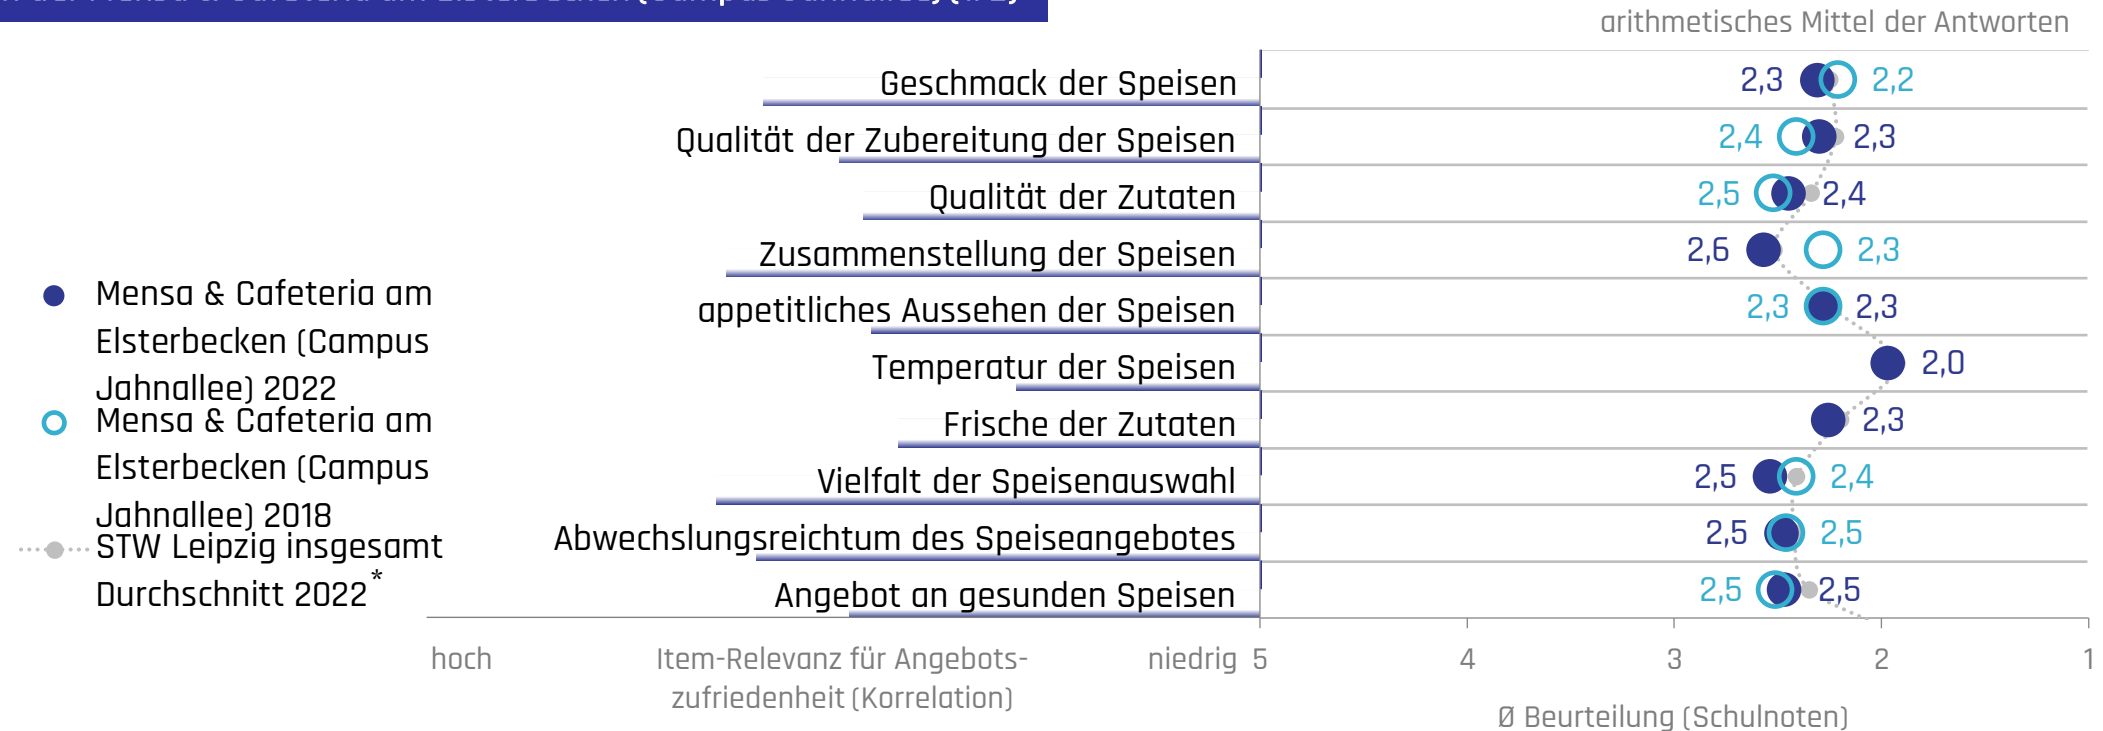 arithmetisches Mittel der Antworten
Geschmack der Speisen 2,3 2,2
Qualität der Zubereitung der Speisen 2,4 2,3
Qualität der Zutaten 2,5 2,4
Zusammenstellung der Speisen 2,6 2,3
appetitliches Aussehen der Speisen 2,3 2,3
Temperatur der Speisen 2,0
Frische der Zutaten 2,3
Vielfalt der Speisenauswahl 2,5 2,4
Abwechslungsreichtum des Speiseangebotes 2,5 2,5
Angebot an gesunden Speisen 2,5 2,5
Mensa & Cafeteria am
Elsterbecken (Campus
Jahnallee) 2022
Mensa & Cafeteria am
Elsterbecken (Campus
Jahnallee) 2018
STW Leipzig insgesamt
Durchschnitt 2022*
hoch
Item-Relevanz für Angebots-
zufriedenheit (Korrelation)
niedrig
5 4 3 2 1
Ø Beurteilung (Schulnoten)